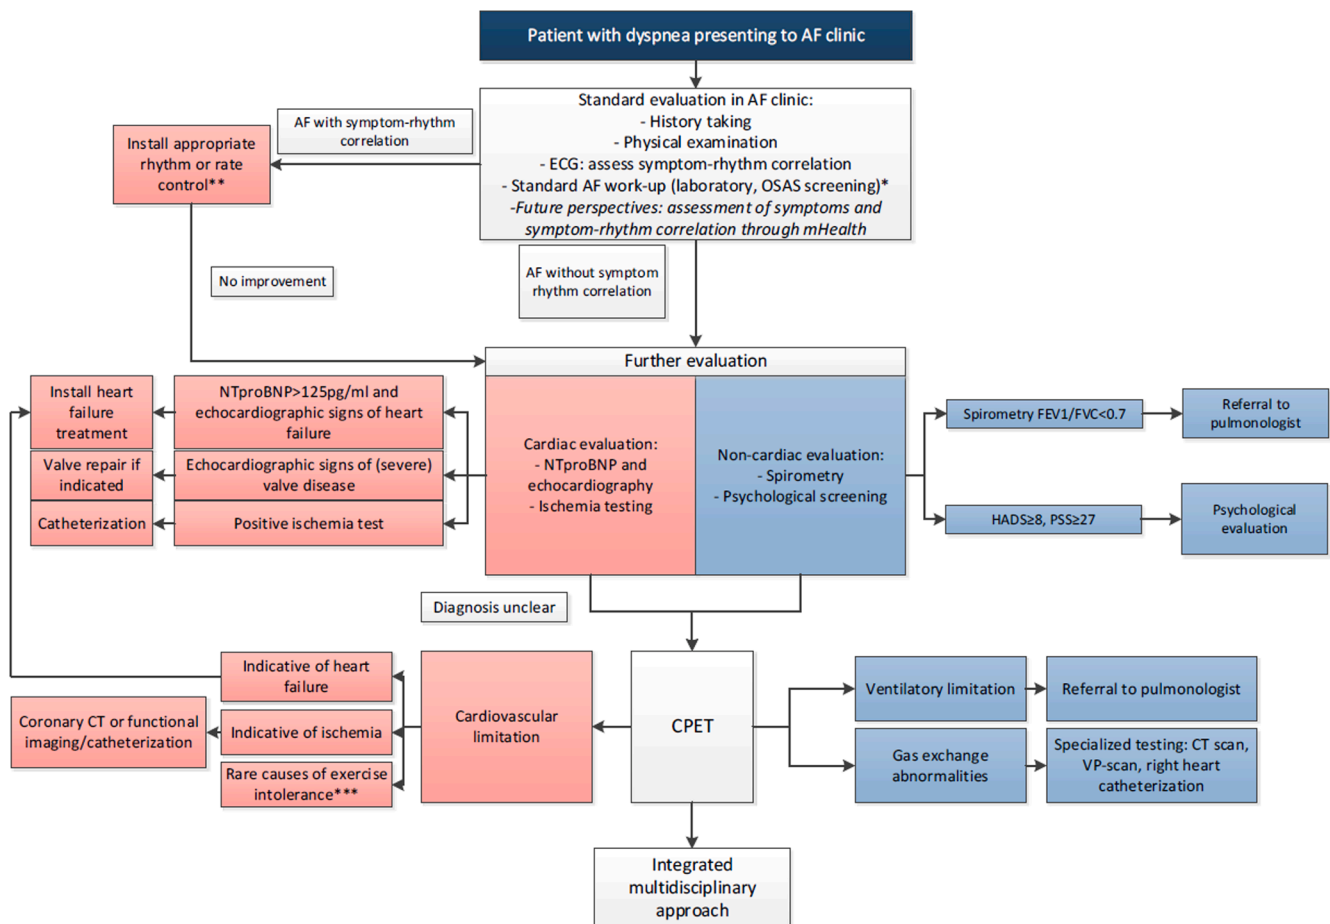 Patient with dyspnea presenting to AF clinic
Standard evaluation in AF clinic:
- History taking
- Physical examination
- ECG: assess symptom-rhythm correlation
- Standard AF work-up (laboratory, OSAS screening)*
-Future perspectives: assessment of symptoms and
symptom-rhythm correlation through mHealth
AF with symptom-rhythm
correlation
Install appropriate
rhythm or rate
control**
No improvement
AF without symptom
rhythm correlation
Further evaluation
Cardiac evaluation:
- NTproBNP and
echocardiography
- Ischemia testing
Non-cardiac evaluation:
- Spirometry
- Psychological screening
Install heart
failure
treatment
NTproBNP>125pg/ml and
echocardiographic signs of heart
failure
Valve repair if
indicated
Echocardiographic signs of (severe)
valve disease
Catheterization
Positive ischemia test
Spirometry FEV1/FVC<0.7
Referral to
pulmonologist
HADS≥8, PSS≥27
Psychological
evaluation
Diagnosis unclear
CPET
Cardiovascular
limitation
Indicative of heart
failure
Indicative of ischemia
Rare causes of exercise
intolerance***
Coronary CT or functional
imaging/catheterization
Ventilatory limitation
Referral to pulmonologist
Gas exchange
abnormalities
Specialized testing: CT scan,
VP-scan, right heart
catheterization
Integrated
multidisciplinary
approach